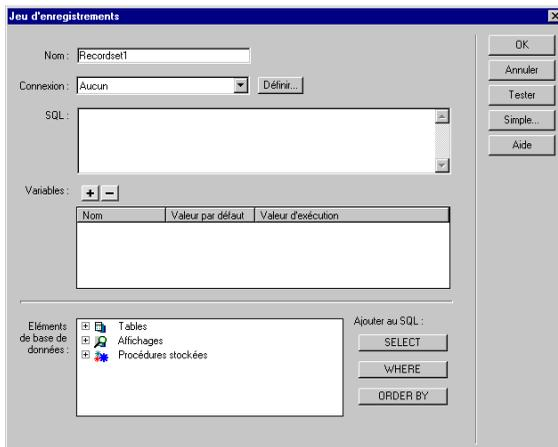 Jeu d'enregistrements
Nom : Recordset1
Connexion : Aucun Définir...
SQL :
Variables : + −
Nom Valeur par défaut Valeur d'exécution
Eléments de base de données :
Tables
Affichages
Procédures stockées
Ajouter au SQL :
SELECT
WHERE
ORDER BY
OK
Annuler
Tester
Simple...
Aide